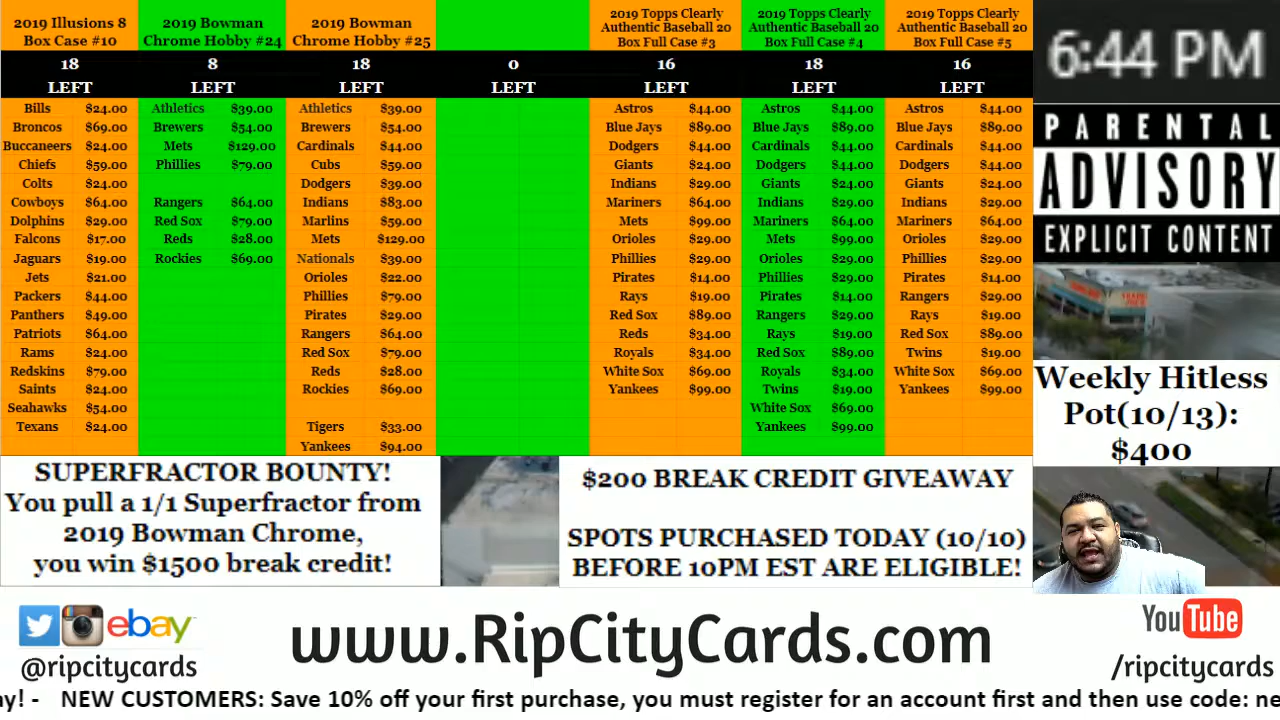 2019 Illusions 8
Box Case #10
18
LEFT
Bills $24.00
Broncos $69.00
Buccaneers $24.00
Chiefs $59.00
Colts $24.00
Cowboys $64.00
Dolphins $29.00
Falcons $17.00
Jaguars $19.00
Jets $21.00
Packers $44.00
Panthers $49.00
Patriots $64.00
Rams $24.00
Redskins $79.00
Saints $24.00
Seahawks $54.00
Texans $24.00
2019 Bowman
Chrome Hobby #24
8
LEFT
Athletics $39.00
Brewers $54.00
Mets $129.00
Phillies $79.00
Rangers $64.00
Red Sox $79.00
Reds $28.00
Rockies $69.00
2019 Bowman
Chrome Hobby #25
18
LEFT
Athletics $39.00
Brewers $54.00
Cardinals $44.00
Cubs $59.00
Dodgers $39.00
Indians $83.00
Marlins $59.00
Mets $129.00
Nationals $39.00
Orioles $22.00
Phillies $79.00
Pirates $29.00
Rangers $64.00
Red Sox $79.00
Reds $28.00
Rockies $69.00
Tigers $33.00
Yankees $94.00
0
LEFT
2019 Topps Clearly
Authentic Baseball 20
Box Full Case #3
16
LEFT
Astros $44.00
Blue Jays $89.00
Dodgers $44.00
Giants $24.00
Indians $29.00
Mariners $64.00
Mets $99.00
Orioles $29.00
Phillies $29.00
Pirates $14.00
Rays $19.00
Red Sox $89.00
Reds $34.00
Royals $34.00
White Sox $69.00
Yankees $99.00
2019 Topps Clearly
Authentic Baseball 20
Box Full Case #4
18
LEFT
Astros $44.00
Blue Jays $89.00
Cardinals $44.00
Dodgers $44.00
Giants $24.00
Indians $29.00
Mariners $64.00
Mets $99.00
Orioles $29.00
Phillies $29.00
Pirates $14.00
Rangers $29.00
Rays $19.00
Red Sox $89.00
Royals $34.00
Twins $19.00
White Sox $69.00
Yankees $99.00
2019 Topps Clearly
Authentic Baseball 20
Box Full Case #5
16
LEFT
Astros $44.00
Blue Jays $89.00
Cardinals $44.00
Dodgers $44.00
Giants $24.00
Indians $29.00
Mariners $64.00
Orioles $29.00
Phillies $29.00
Pirates $14.00
Rangers $29.00
Rays $19.00
Red Sox $89.00
Twins $19.00
White Sox $69.00
Yankees $99.00
6:44 PM
PARENTAL
ADVISORY
EXPLICIT CONTENT
Weekly Hitless
Pot(10/13):
$400
SUPERFRACTOR BOUNTY!
You pull a 1/1 Superfractor from
2019 Bowman Chrome,
you win $1500 break credit!
$200 BREAK CREDIT GIVEAWAY
SPOTS PURCHASED TODAY (10/10)
BEFORE 10PM EST ARE ELIGIBLE!
ebay
@ripcitycards
www.RipCityCards.com
YouTube
/ripcitycards
ay! - NEW CUSTOMERS: Save 10% off your first purchase, you must register for an account first and then use code: ne